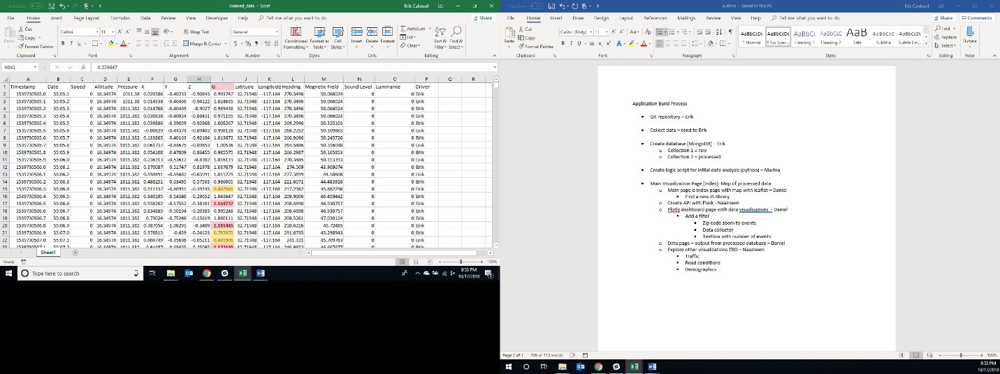 AutoSave Off cleaned_data - Excel Erik Caldwell
File Home Insert Page Layout Formulas Data Review View Developer Help Tell me what you want to do Share
Paste Cut Copy Format Painter Calibri 11 Wrap Text Merge & Center General Conditional Formatting Format as Table Cell Styles Insert Delete Format AutoSum Fill Clear Sort & Filter Find & Select
Clipboard Font Alignment Number Styles Cells Editing
H841 -0.559647
A B C D E F G H I J K L M N O P Q R
1 Timestamp Date Speed Altitude Pressure X Y Z G Latitude Longitude Heading Magnetic Field Sound Level Luminance Driver
2 1539730505.0 55:05.1 0 16.34974 1011.38 0.020386 -0.40233 -0.90843 0.993747 32.71948 -117.164 270.3496 50.066024 0 0 Erik
3 1539730505.1 55:05.2 0 16.34974 1011.38 0.014938 -0.40466 -0.94122 1.024635 32.71948 -117.164 270.3496 50.066024 0 0 Erik
4 1539730505.2 55:05.3 0 16.34974 1011.382 0.018768 -0.40469 -0.9027 0.989438 32.71948 -117.164 270.3496 50.066024 0 0 Erik
5 1539730505.3 55:05.4 0 16.34974 1011.382 0.030838 -0.40024 -0.88431 0.971155 32.71948 -117.164 270.3496 50.066024 0 0 Erik
6 1539730505.4 55:05.5 0 16.34974 1011.382 0.039886 -0.39059 -0.92868 1.008267 32.71948 -117.164 269.2996 50.325103 0 0 Erik
7 1539730505.5 55:05.6 0 16.34974 1011.382 -0.00829 -0.44374 -0.89403 0.998128 32.71948 -117.164 268.2252 50.109883 0 0 Erik
8 1539730505.6 55:05.7 0 16.34974 1011.382 0.133865 -0.40163 -0.92104 1.013672 32.71948 -117.164 266.9696 50.245726 0 0 Erik
9 1539730505.7 55:05.8 0 16.34974 1011.382 0.061737 -0.44675 -0.89853 1.00536 32.71948 -117.164 264.5486 50.316048 0 0 Erik
10 1539730505.8 55:05.9 0 16.34974 1011.382 0.054108 -0.47009 -0.86455 0.985575 32.71948 -117.164 266.2987 50.165853 0 0 Erik
11 1539730505.9 55:06.0 0 16.34974 1011.382 0.236313 -0.53612 -0.8302 1.016119 32.71948 -117.164 270.3485 50.113393 0 0 Erik
12 1539730506.0 55:06.1 0 16.34974 1011.382 0.370087 -0.51747 -0.81978 1.037679 32.71948 -117.164 274.509 43.969674 0 0 Erik
13 1539730506.1 55:06.2 0 16.34974 1011.382 0.550491 -0.55682 -0.63991 1.011225 32.71948 -117.164 277.3699 44.18608 0 0 Erik
14 1539730506.2 55:06.3 0 16.34974 1011.382 0.488251 -0.63495 -0.57503 0.986005 32.71948 -117.164 221.6071 44.483926 0 0 Erik
15 1539730506.3 55:06.4 0 16.34974 1011.382 0.511337 -0.60951 -0.39345 0.887565 32.71948 -117.164 217.2982 45.682296 0 0 Erik
16 1539730506.4 55:06.5 0 16.34974 1011.382 0.840195 -0.54346 -0.29652 1.043647 32.71948 -117.164 209.9606 46.459442 0 0 Erik
17 1539730506.5 55:06.6 0 16.34974 1011.382 0.938202 -0.57552 -0.38101 1.164737 32.71948 -117.164 208.4898 46.930757 0 0 Erik
18 1539730506.6 55:06.7 0 16.34974 1011.382 0.834885 -0.50194 -0.20383 0.995248 32.71948 -117.164 208.4898 46.930757 0 0 Erik
19 1539730506.7 55:06.8 0 16.34974 1011.382 0.73024 -0.75246 -0.15619 1.060111 32.71948 -117.164 208.5261 47.030124 0 0 Erik
20 1539730506.8 55:06.9 0 16.34974 1011.382 0.387054 -1.06291 -0.3409 1.181441 32.71948 -117.164 218.6216 45.72485 0 0 Erik
21 1539730506.9 55:07.0 0 16.34974 1011.382 0.378815 -0.659 -0.24123 0.797475 32.71948 -117.164 231.6735 45.298943 0 0 Erik
22 1539730507.0 55:07.1 0 16.34974 1011.382 0.804749 -0.35696 -0.05211 0.881906 32.71948 -117.164 241.321 45.709763 0 0 Erik
Sheet1
Ready 100%
Type here to search 8:53 PM
10/17/2018
AutoSave Off outline - Saved to this PC Erik Caldwell
File Home Insert Draw Design Layout References Mailings Review View Help Tell me what you want to do Share Comments
Paste Cut Copy Format Painter Calibri (Body) 11 AaBbCcDc 1 Normal AaBbCcDc 1 No Spac... AaBbCc Heading 1 AaBbCcE Heading 2 AaB Title AaBbCcD Subtitle AaBbCcDc Subtle Em... Find Replace Select Dictate
Clipboard Font Paragraph Styles Editing Voice
Application Build Process
• Git repository – Erik
• Collect data – send to Erik
• Create database (MongoDB) – Erik
o Collection 1 = raw
o Collection 2 = processed
• Create logic script for initial data analysis (python) – Marina
• Main Visualization Page (index): Map of processed data
o Main page is index page with map with leaflet – Daniel
▪ Find a new JS library
o Create API with Flask - Naazneen
o Plotly dashboard page with data visualizations - Daniel
▪ Add a filter
• Zip code zoom to events
• Data collector
• Textbox with number of events
o Data page – output from processed database – Daniel
o Explore other visualizations TBD – Naazneen
▪ Traffic
▪ Road conditions
▪ Demographics
Page 1 of 1 106 of 112 words 100%
8:53 PM
10/17/2018